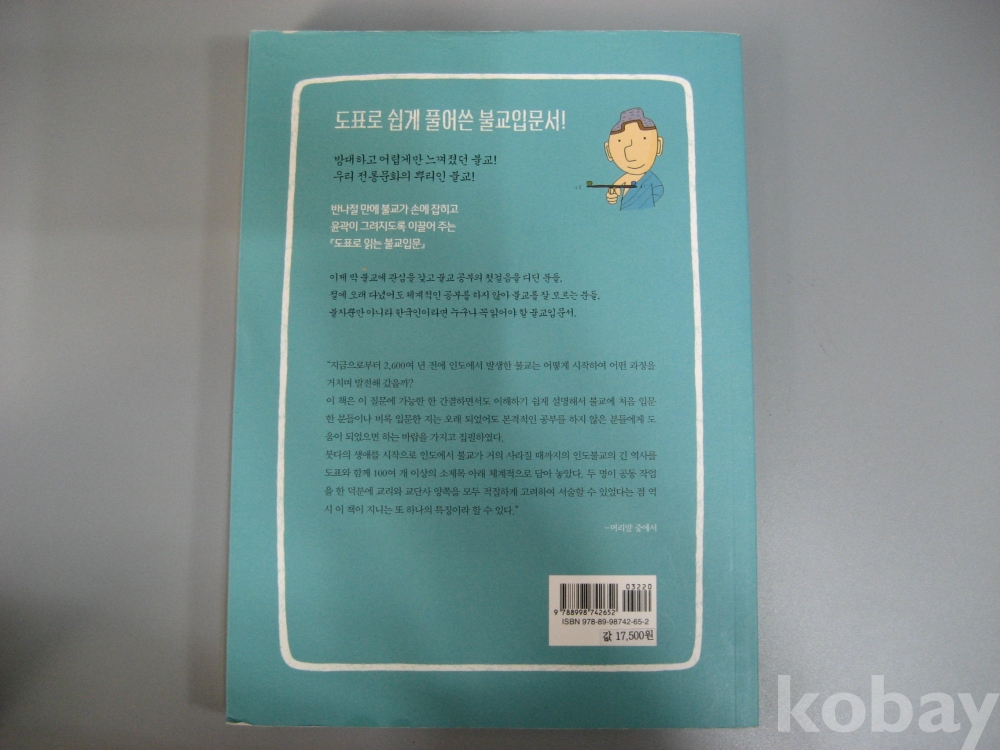 도표로 쉽게 풀어쓴 불교입문서!
방대하고 어렵게만 느껴졌던 불교!
우리 전통문화의 뿌리인 불교!
반나절 만에 불교가 손에 잡히고
윤곽이 그려지도록 이끌어 주는
『도표로 읽는 불교입문』
이제 막 불교에 관심을 갖고 불교 공부의 첫걸음을 디딘 분들.
절에 오래 다녔어도 체계적인 공부를 하지 않아 불교를 잘 모르는 분들.
불자뿐만 아니라 한국인이라면 누구나 꼭 읽어야 할 불교입문서.
“지금으로부터 2,600여 년 전에 인도에서 발생한 불교는 어떻게 시작하여 어떤 과정을
거치며 발전해 갔을까?
이 책은 이 질문에 가능한 한 간결하면서도 이해하기 쉽게 설명해서 불교에 처음 입문
한 분들이나 비록 입문한 지는 오래 되었어도 본격적인 공부를 하지 않은 분들에게 도
움이 되었으면 하는 바람을 가지고 집필하였다.
붓다의 생애를 시작으로 인도에서 불교가 거의 사라질 때까지의 인도불교의 긴 역사를
도표와 함께 100여 개 이상의 소제목 아래 체계적으로 담아 놓았다. 두 명이 공동 작업
을 한 덕분에 교리와 교단사 양쪽을 모두 적절하게 고려하여 서술할 수 있었다는 점 역
시 이 책이 지니는 또 하나의 특징이라 할 수 있다.”
-머리말 중에서
03220
9 788998 742652
ISBN 978-89-98742-65-2
값 17,500원
kobay